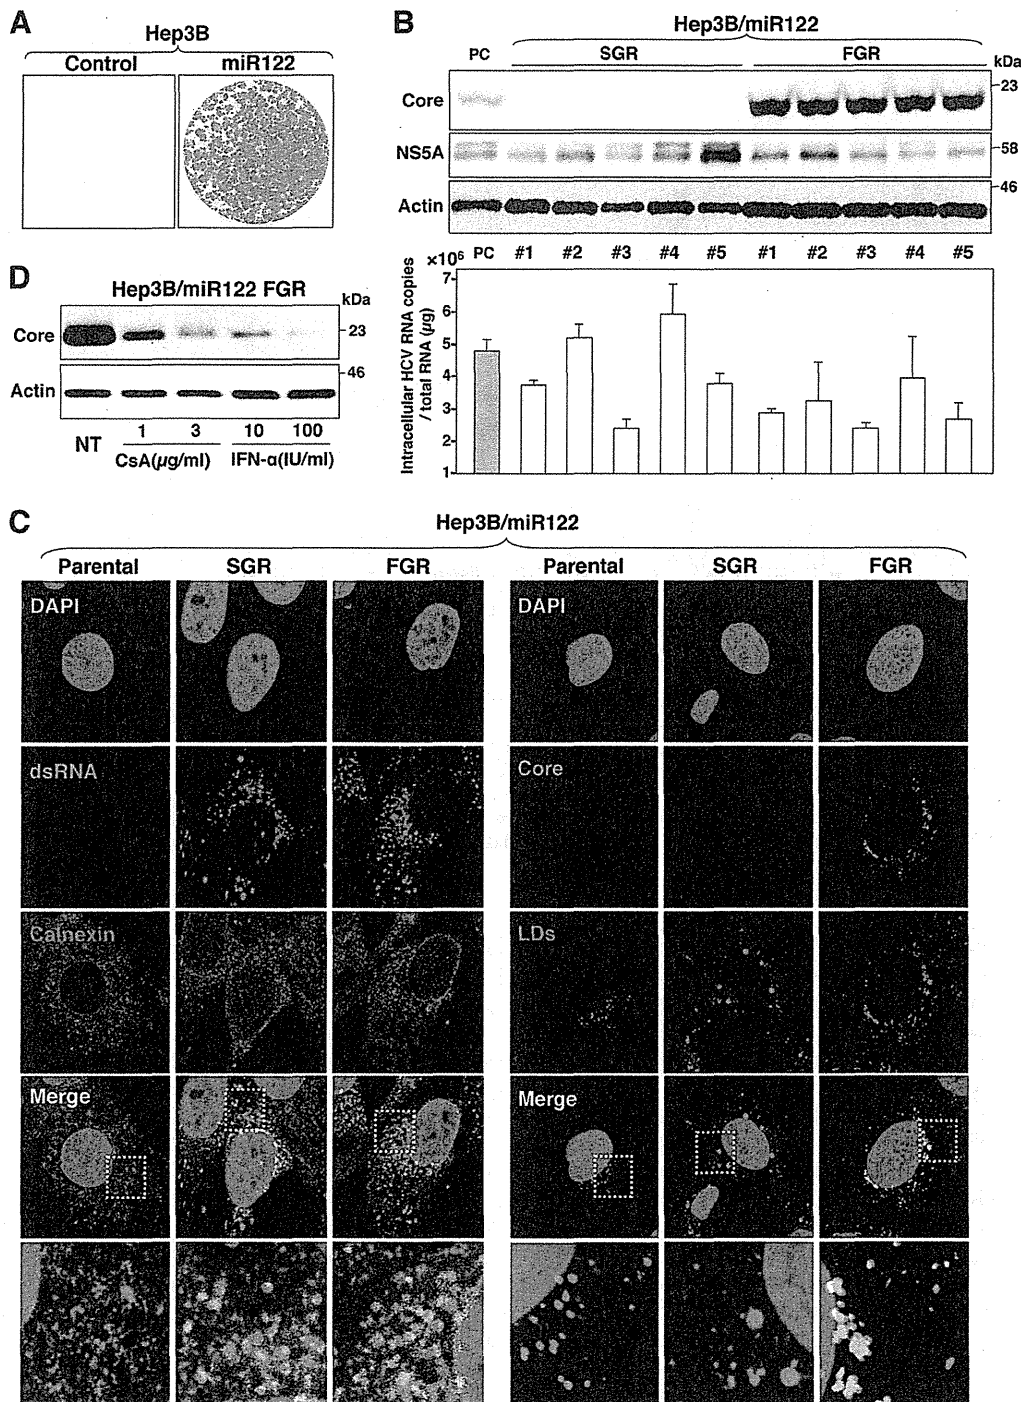 A
Hep3B
Control miR122
B
Hep3B/miR122
PC SGR FGR kDa
Core 23
NS5A 58
46
Actin
PC #1 #2 #3 #4 #5 #1 #2 #3 #4 #5
×10⁶
7
6
5
4
3
2
1
Intracellular HCV RNA copies
/ total RNA (µg)
D
Hep3B/miR122 FGR
kDa
Core 23
46
Actin
NT 1 3 10 100
CsA(µg/ml) IFN-α(IU/ml)
C
Hep3B/miR122
Parental SGR FGR Parental SGR FGR
DAPI DAPI
dsRNA Core
Calnexin LDs
Merge Merge